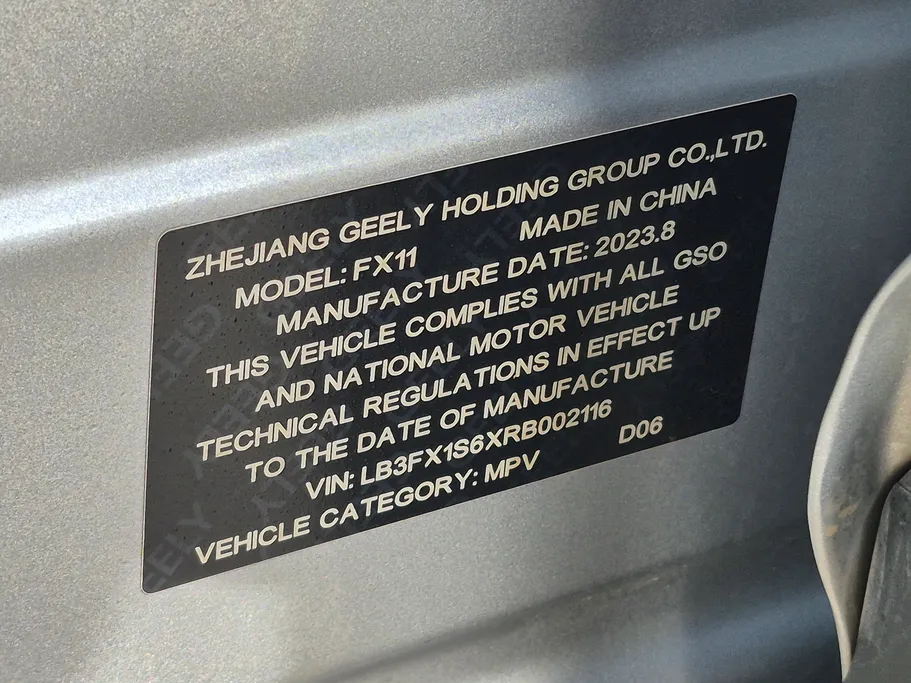 ZHEJIANG GEELY HOLDING GROUP CO.,LTD.
MODEL: FX11 MADE IN CHINA
MANUFACTURE DATE: 2023.8
THIS VEHICLE COMPLIES WITH ALL GSO
AND NATIONAL MOTOR VEHICLE
TECHNICAL REGULATIONS IN EFFECT UP
TO THE DATE OF MANUFACTURE
VIN: LB3FX1S6XRB002116
VEHICLE CATEGORY: MPV D06